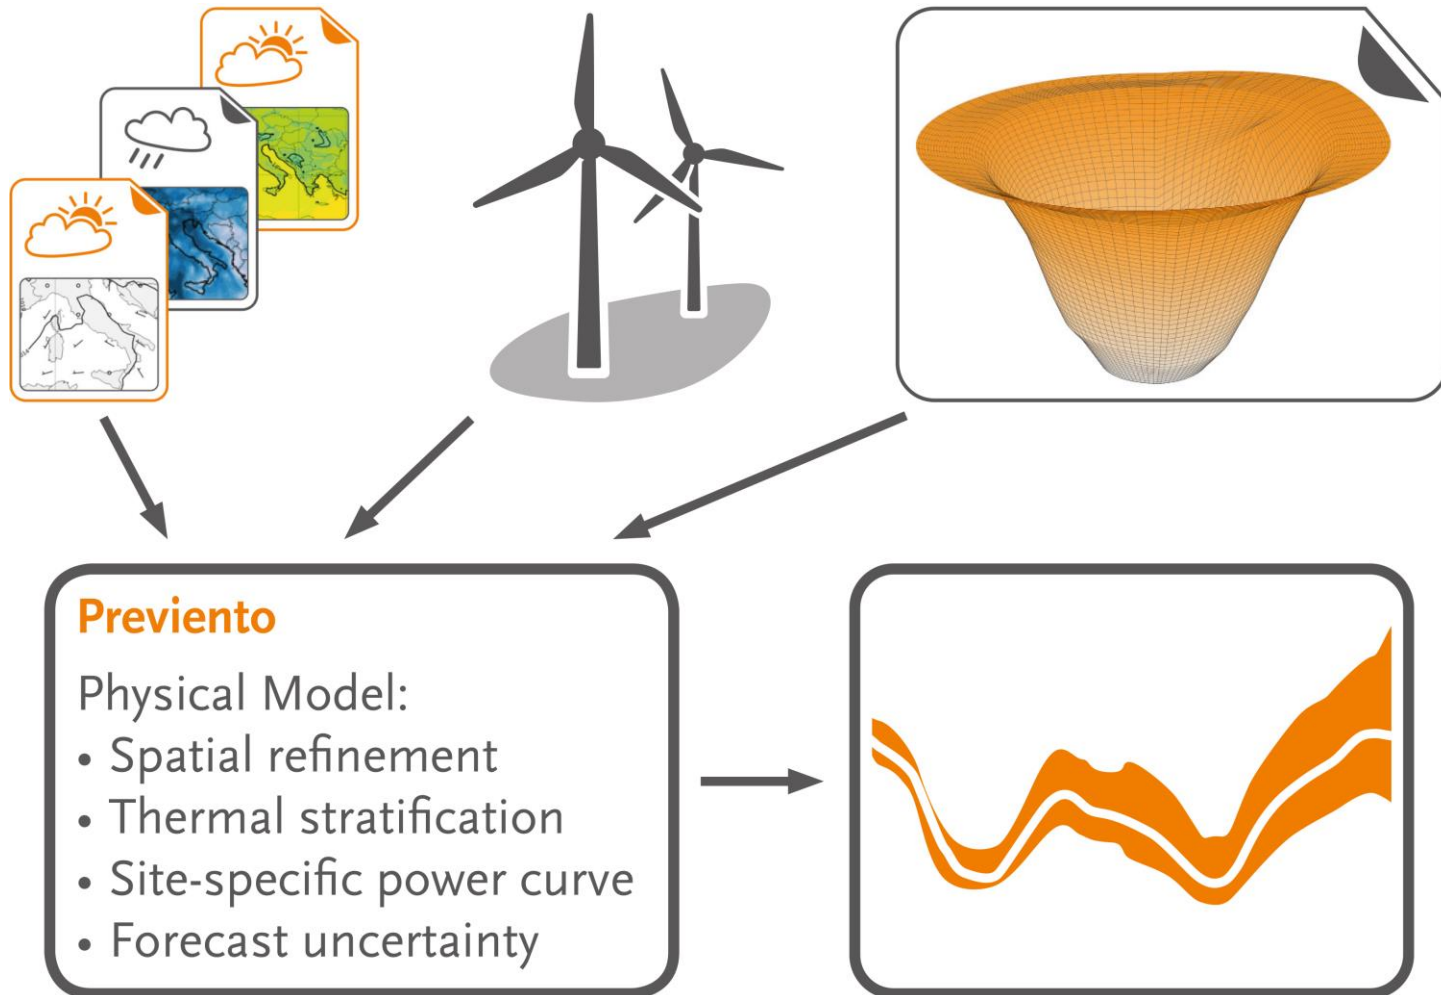 Previento
Physical Model:
• Spatial refinement
• Thermal stratification
• Site-specific power curve
• Forecast uncertainty